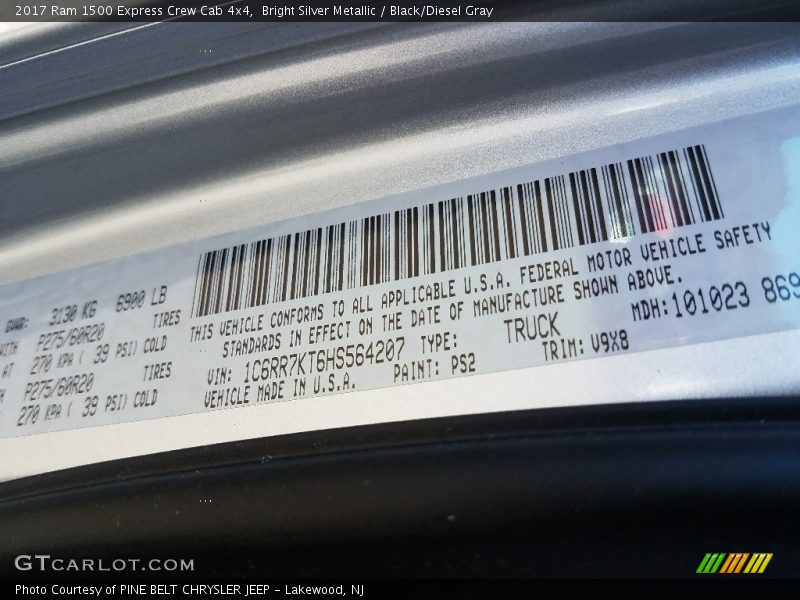 2017 Ram 1500 Express Crew Cab 4x4,  Bright Silver Metallic / Black/Diesel Gray
GVWR: 3130 KG 6900 LB
WITH P275/60R20 TIRES
AT 270 KPA ( 39 PSI) COLD
P275/60R20 TIRES
270 KPA ( 39 PSI) COLD
THIS VEHICLE CONFORMS TO ALL APPLICABLE U.S.A. FEDERAL MOTOR VEHICLE SAFETY
STANDARDS IN EFFECT ON THE DATE OF MANUFACTURE SHOWN ABOVE.
VIN: 1C6RR7KT6HS564207 TYPE: TRUCK MDH:101023 869
VEHICLE MADE IN U.S.A. PAINT: PS2 TRIM: V9X8
GTCARLOT.COM
Photo Courtesy of PINE BELT CHRYSLER JEEP - Lakewood, NJ